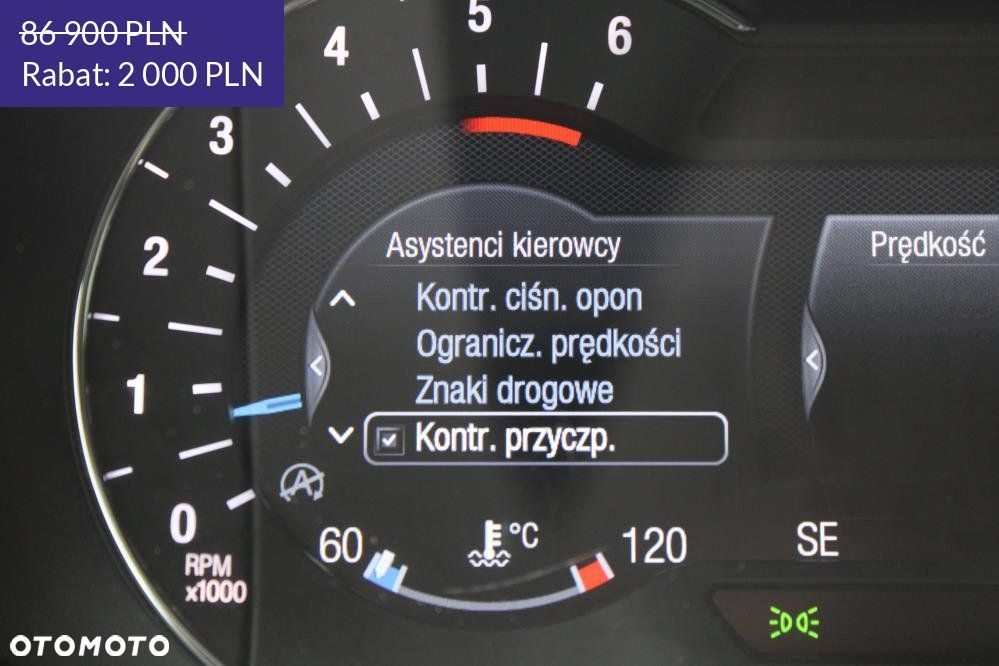 86 900 PLN
Rabat: 2 000 PLN
0
1
2
3
4
5
6
RPM
x1000
Asystenci kierowcy
Kontr. ciśn. opon
Ogranicz. prędkości
Znaki drogowe
Kontr. przyczp.
Prędkość
A
60
°C
120
SE
OTOMOTO